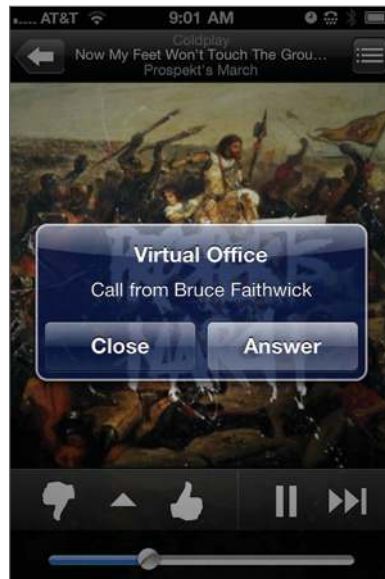 AT&T 9:01 AM
Coldplay
Now My Feet Won't Touch The Grou...
Prospekt's March
Virtual Office
Call from Bruce Faithwick
Close Answer